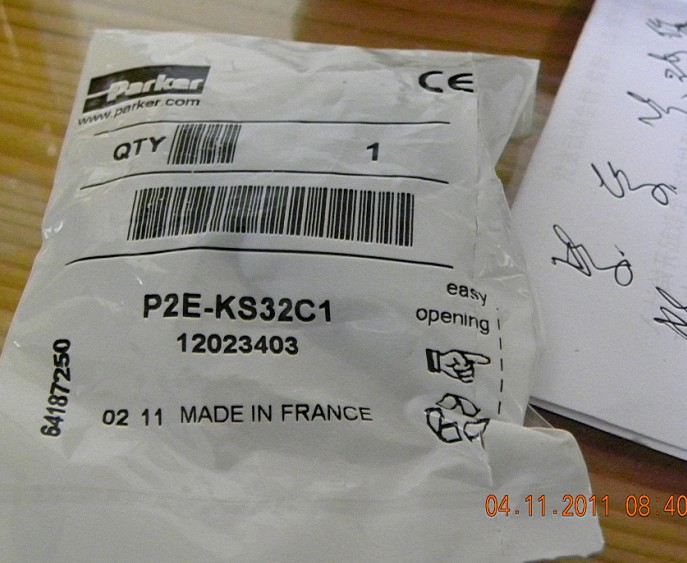 Parker
www.parker.com
CE
QTY 1
P2E-KS32C1
12023403
easy
opening
64187250
02 11 MADE IN FRANCE
04.11.2011 08:40